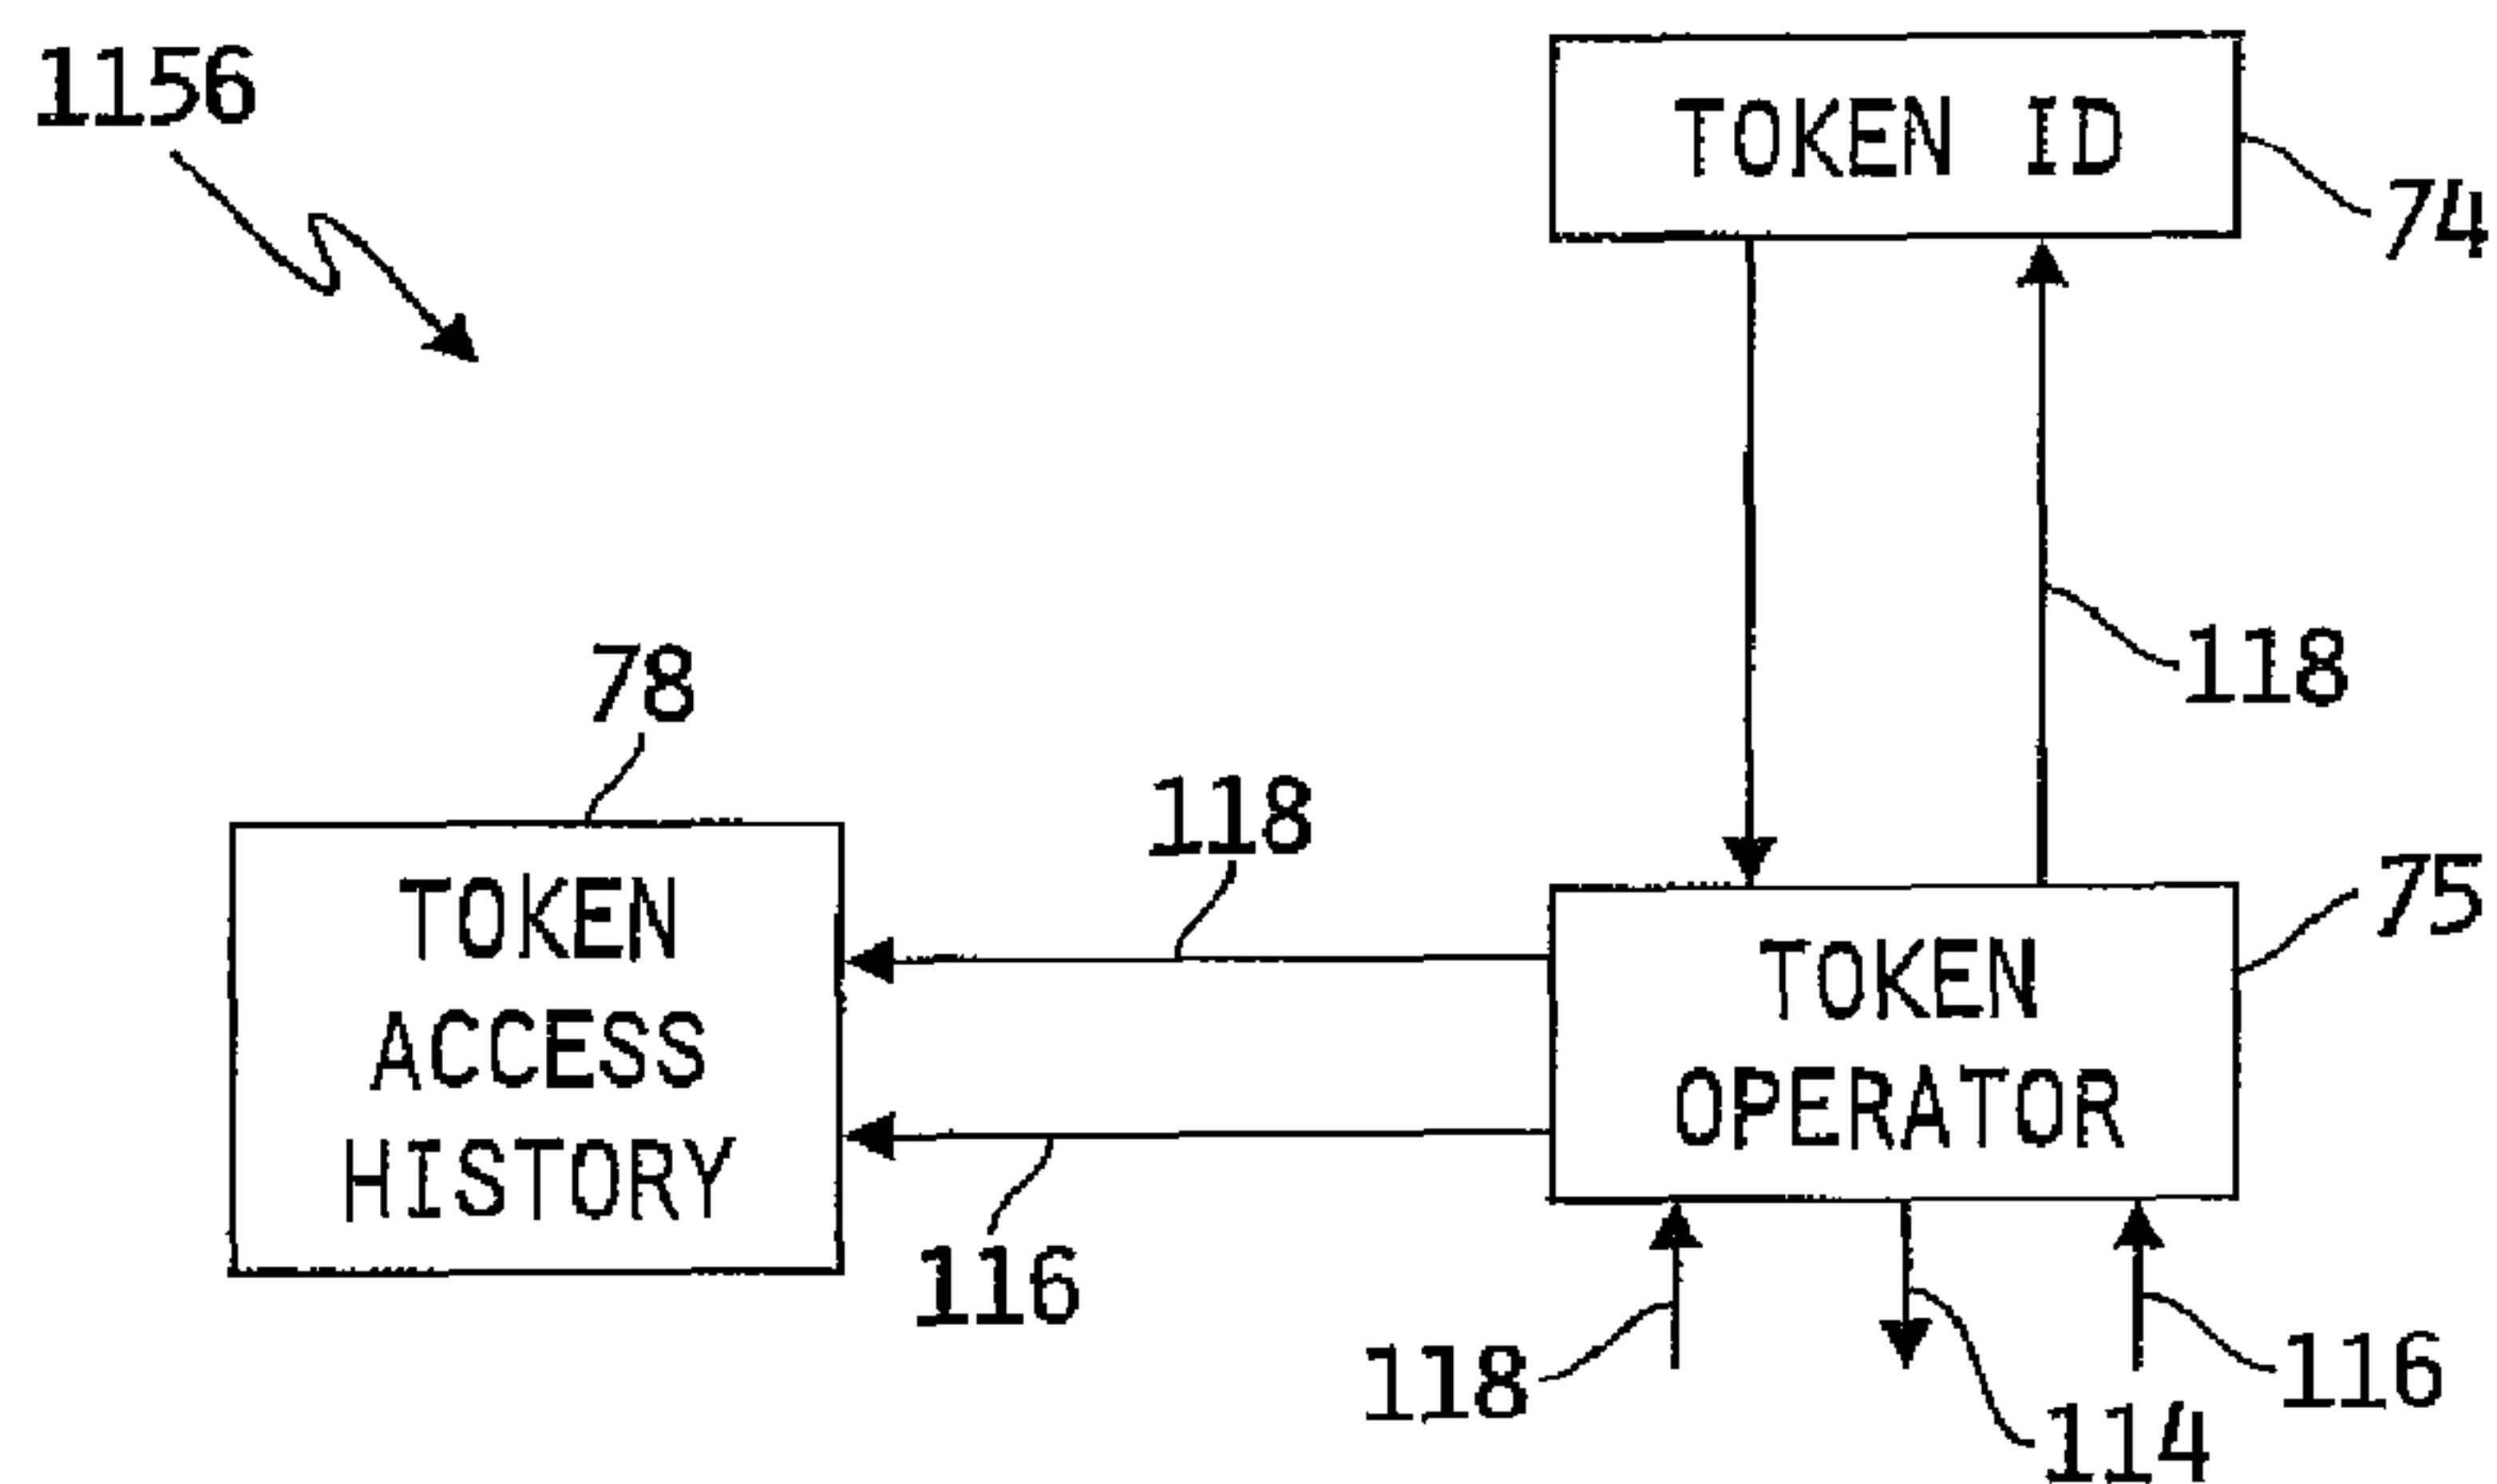 1156
TOKEN ID
74
118
78
118
75
TOKEN
ACCESS
HISTORY
TOKEN
OPERATOR
116
118
116
114